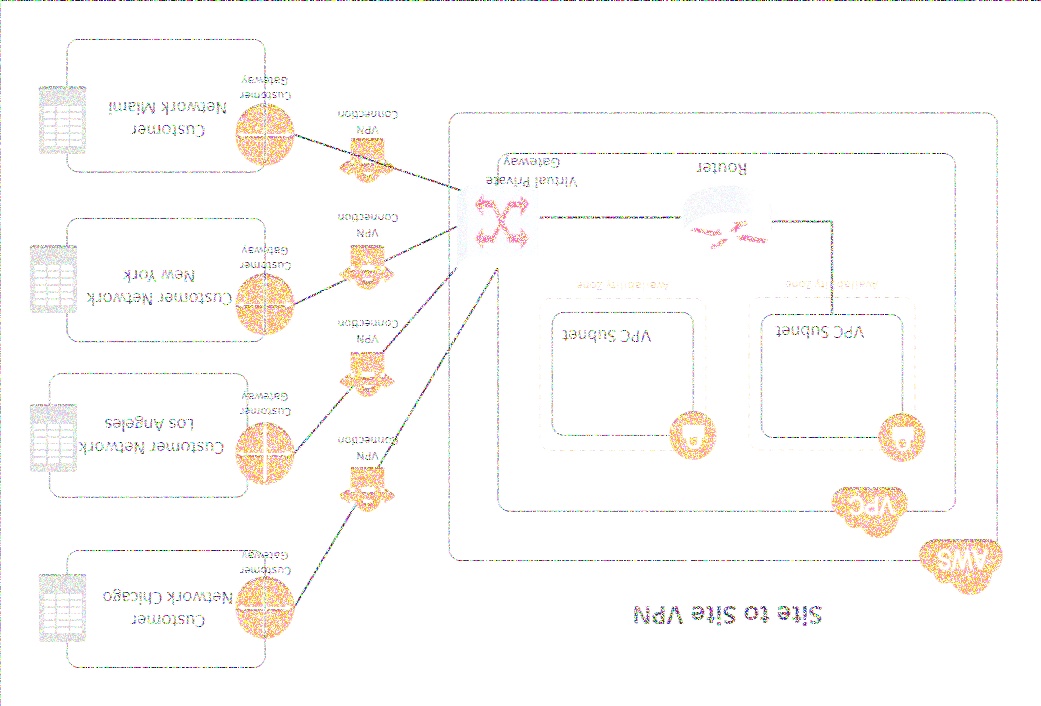 Site to Site VPN
AWS
VPC
VPC Subnet
VPC Subnet
Availability Zone
Availability Zone
Router
Virtual Private
Gateway
VPN
Connection
VPN
Connection
VPN
Connection
VPN
Connection
Customer
Gateway
Customer
Network Chicago
Customer
Gateway
Customer Network
Los Angeles
Customer
Gateway
Customer Network
New York
Customer
Gateway
Customer
Network Miami